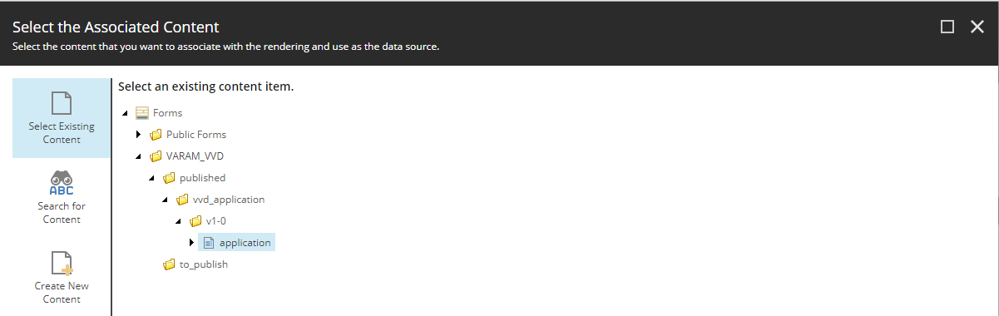 Select the Associated Content
Select the content that you want to associate with the rendering and use as the data source.
Select Existing
Content
ABC
Search for
Content
Create New
Content
Select an existing content item.
Forms
Public Forms
VARAM_VVD
published
vvd_application
v1-0
application
to_publish